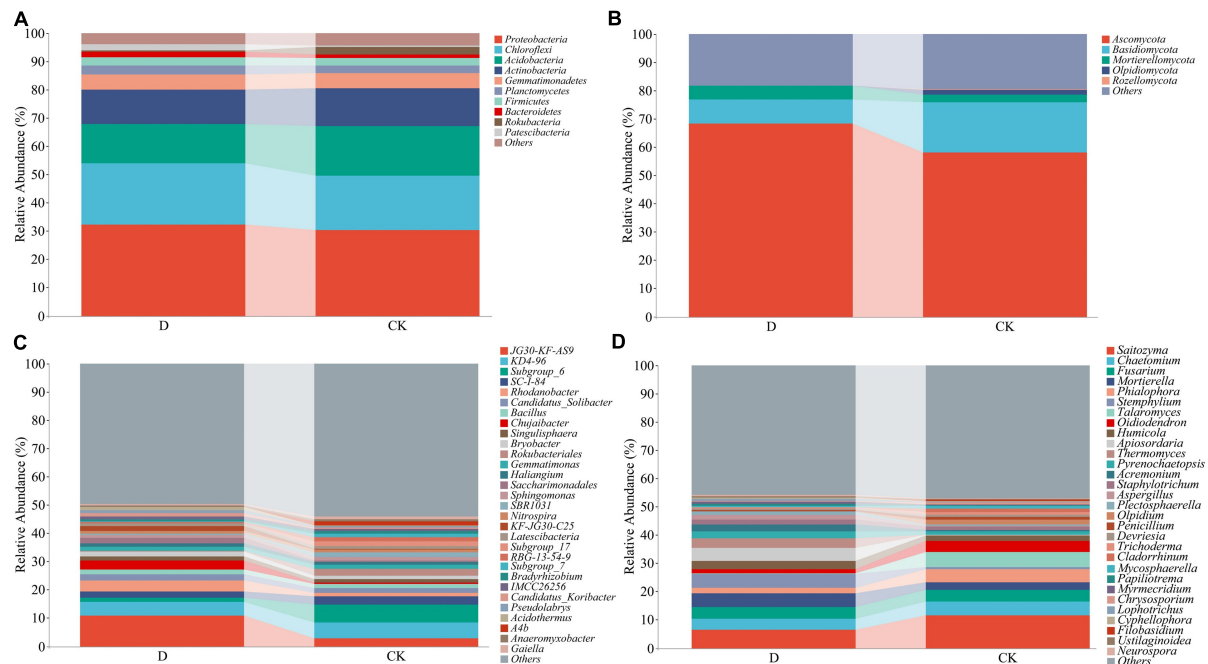 A
Relative Abundance (%)
100
90
80
70
60
50
40
30
20
10
0
D
CK
Proteobacteria
Chloroflexi
Acidobacteria
Actinobacteria
Gemmatimonadetes
Planctomycetes
Firmicutes
Bacteroidetes
Rokubacteria
Patescibacteria
Others
B
Relative Abundance (%)
100
90
80
70
60
50
40
30
20
10
0
D
CK
Ascomycota
Basidiomycota
Mortierellomycota
Olpidiomycota
Rozellomycota
Others
C
Relative Abundance (%)
100
90
80
70
60
50
40
30
20
10
0
D
CK
JG30-KF-AS9
KD4-96
Subgroup_6
SC-I-84
Rhodanobacter
Candidatus_Solibacter
Bacillus
Chujaibacter
Singulisphaera
Bryobacter
Rokubacteriales
Gemmatimonas
Haliangium
Saccharimonadales
Sphingomonas
SBR1031
Nitrospira
KF-JG30-C25
Latescibacteria
Subgroup_17
RBG-13-54-9
Subgroup_7
Bradyrhizobium
IMCC26256
Candidatus_Koribacter
Pseudolabrys
Acidothermus
A4b
Anaeromyxobacter
Gaiella
Others
D
Relative Abundance (%)
100
90
80
70
60
50
40
30
20
10
0
D
CK
Saitozyma
Chaetomium
Fusarium
Mortierella
Phialophora
Stemphylium
Talaromyces
Oidiodendron
Humicola
Apiosordaria
Thermomyces
Pyrenochaetopsis
Acremonium
Staphylotrichum
Aspergillus
Plectosphaerella
Olpidium
Penicillium
Devriesia
Trichoderma
Cladorrhinum
Mycosphaerella
Papiliotrema
Myrmecridium
Chrysosporium
Lophotrichus
Cyphellophora
Filobasidium
Ustilaginoidea
Neurospora
Others